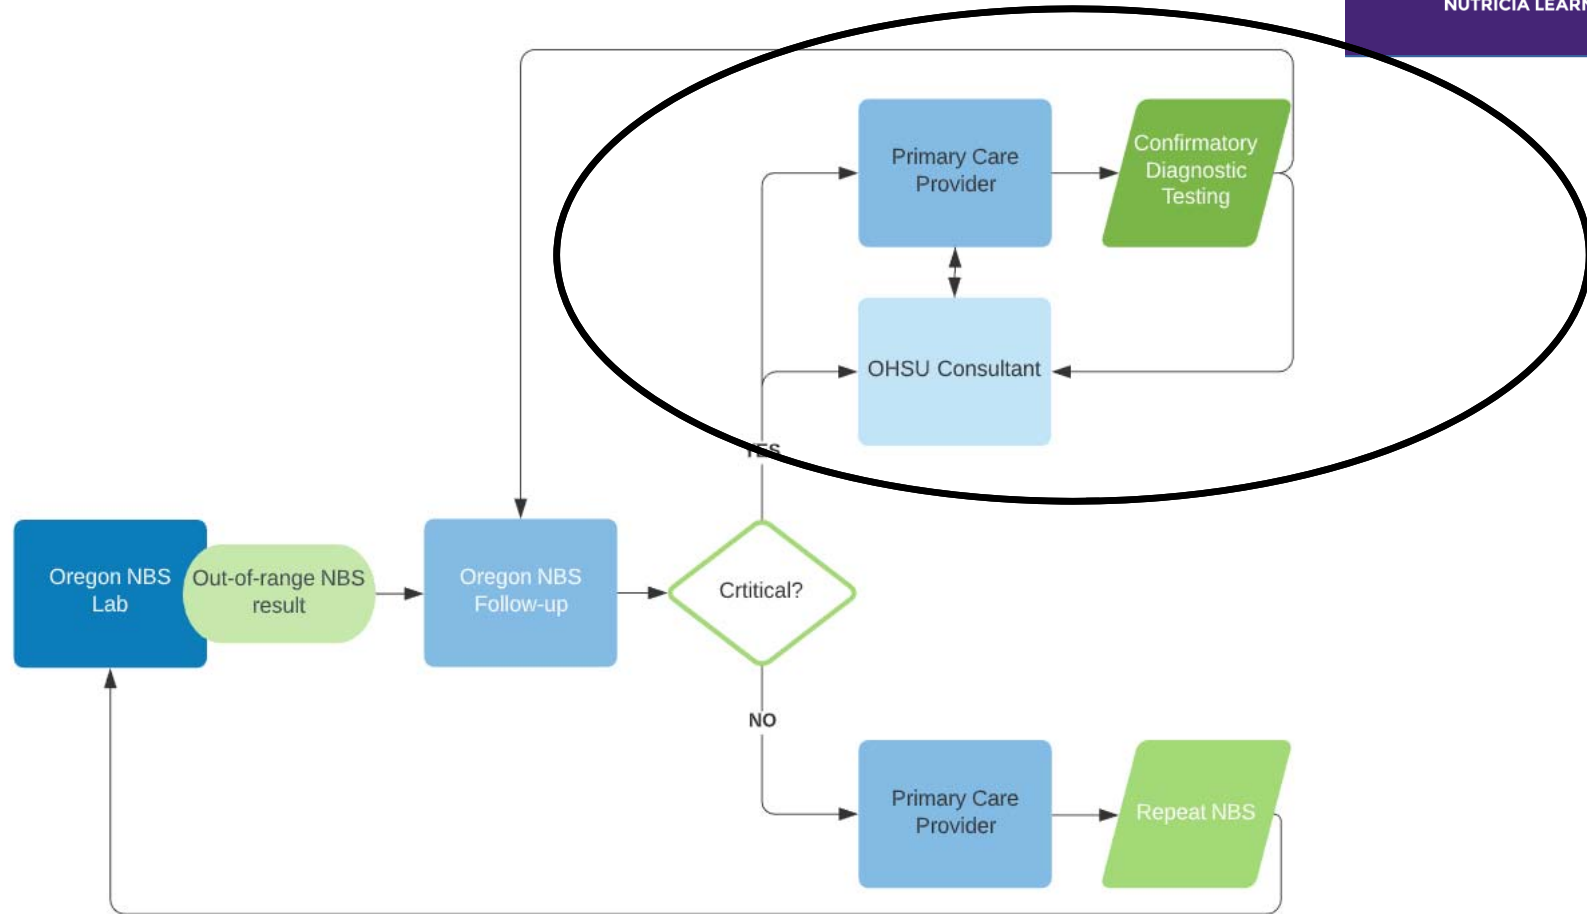 NUTRICIA LEARN
Primary Care
Provider
Confirmatory
Diagnostic
Testing
OHSU Consultant
YES
Oregon NBS
Lab
Out-of-range NBS
result
Oregon NBS
Follow-up
Crtitical?
NO
Primary Care
Provider
Repeat NBS